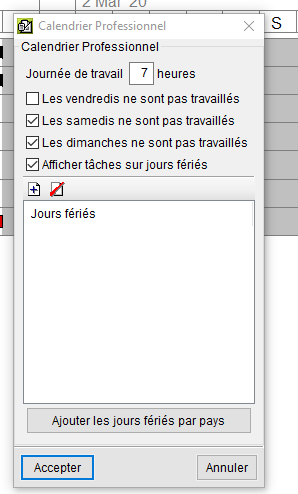 2 Mar 20
Calendrier Professionnel
Calendrier Professionnel
S
Journée de travail 7 heures
Les vendredis ne sont pas travaillés
Les samedis ne sont pas travaillés
Les dimanches ne sont pas travaillés
Afficher tâches sur jours fériés
Jours fériés
Ajouter les jours fériés par pays
Accepter Annuler